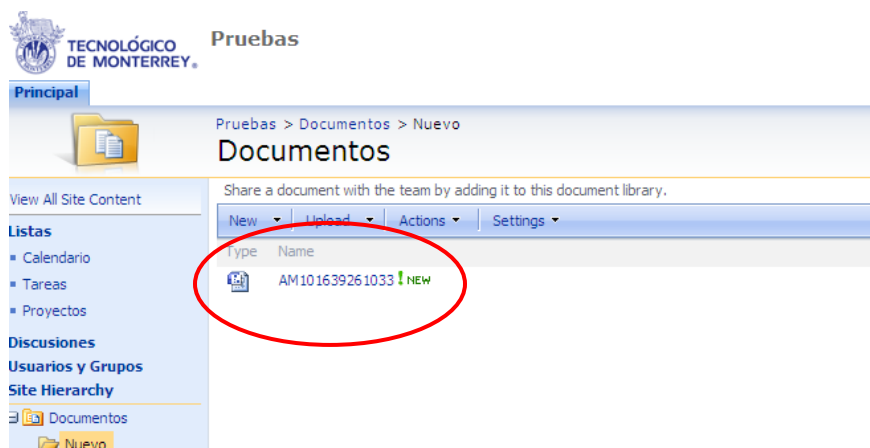 TECNOLÓGICO
DE MONTERREY®
Pruebas
Principal
Pruebas > Documentos > Nuevo
Documentos
View All Site Content
Share a document with the team by adding it to this document library.
New Upload Actions Settings
Listas
Type Name
Calendario
AM101639261033 ! NEW
Tareas
Proyectos
Discusiones
Usuarios y Grupos
Site Hierarchy
Documentos
Nuevo